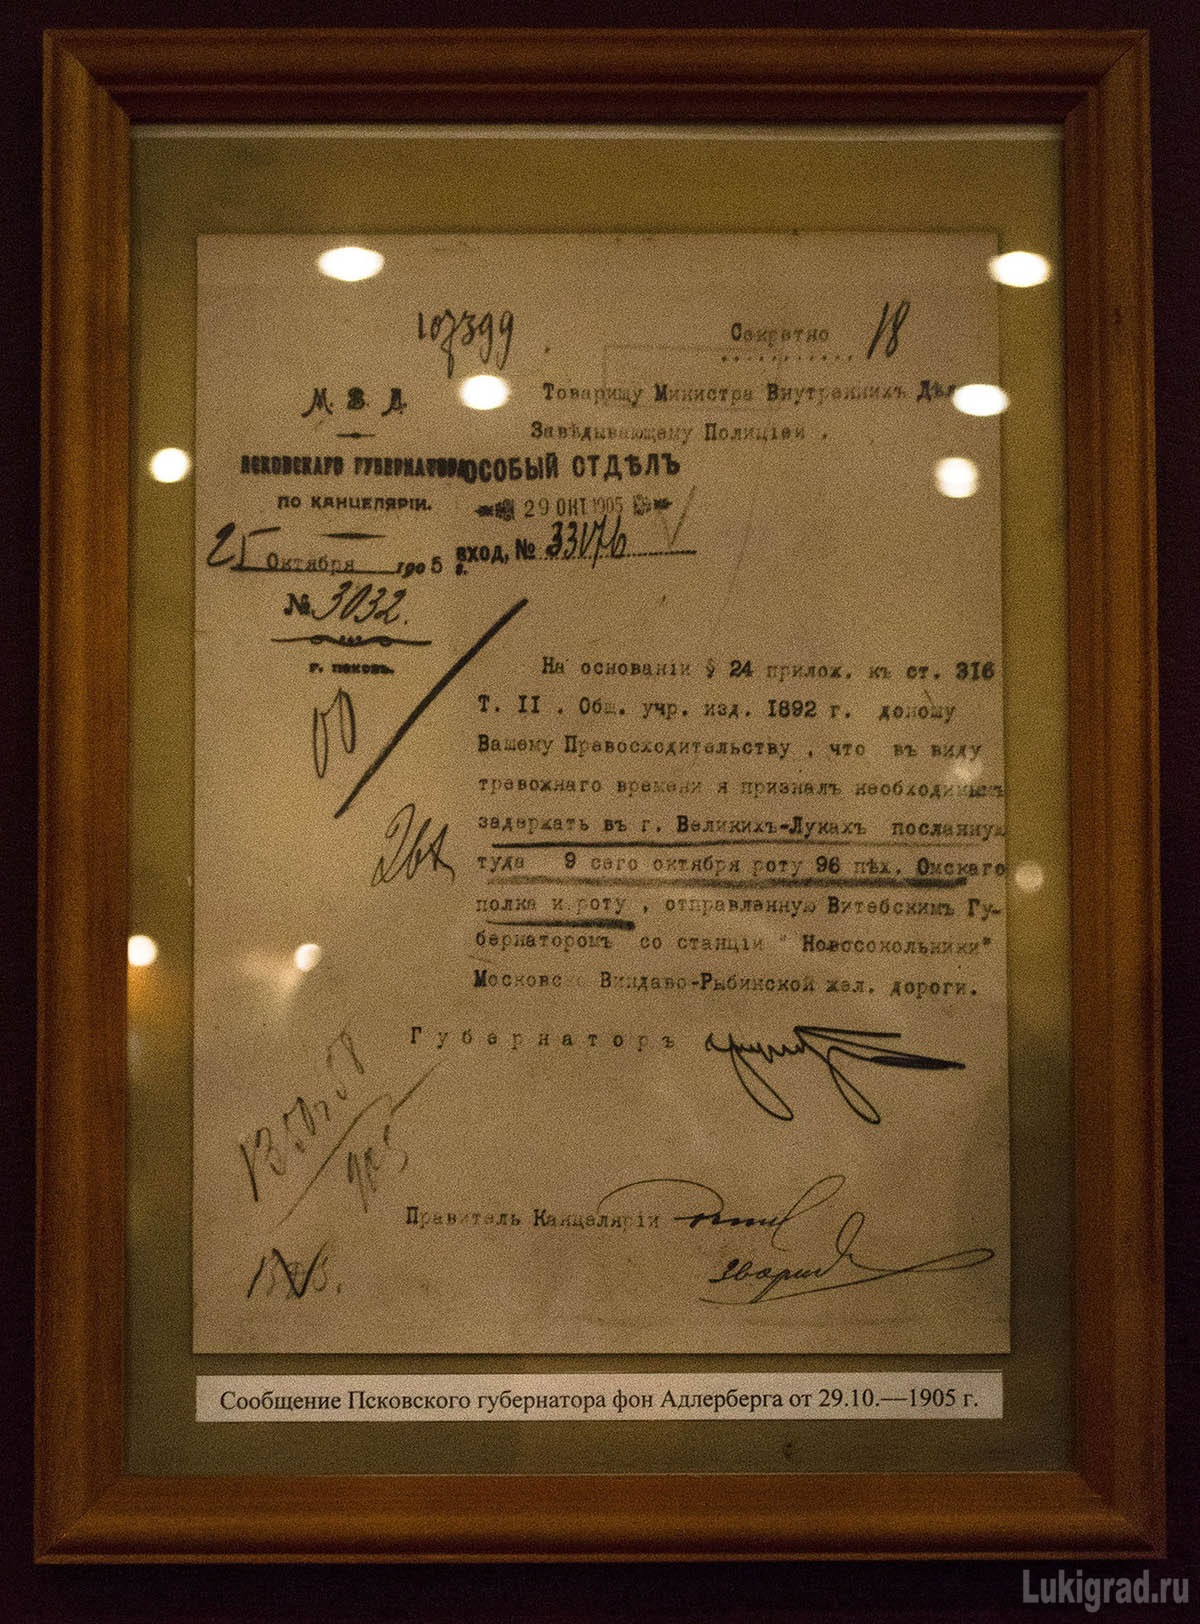 107399
Секретно 18
М. В. Д.
Товарищу Министра Внутреннихъ Дѣл
Завѣдывающему Полиціей.
ПСКОВСКАГО ГУБЕРНАТОРА
ПО КАНЦЕЛЯРІИ.
ОСОБЫЙ ОТДѢЛЪ
29 ОКТ 1905
вход, № 33176
25 Октября 1905 г.
№ 3032.
г. Псковъ.
На основаніи § 24 прилож. къ ст. 316
Т. II. Общ. учр. изд. 1892 г. доношу
Вашему Превосходительству, что въ виду
тревожнаго времени я призналъ необходимымъ
задержать въ г. Великихъ-Лукахъ посланную
туда 9 сего октября роту 96 пѣх. Омскаго
полка и роту, отправленную Витебскимъ Гу-
бернаторомъ со станціи "Новосокольники"
Московско Виндаво-Рыбинской жел. дороги.
Губернаторъ
905
Правитель Канцеляріи
Сообщение Псковского губернатора фон Адлерберга от 29.10.—1905 г.
Lukigrad.ru